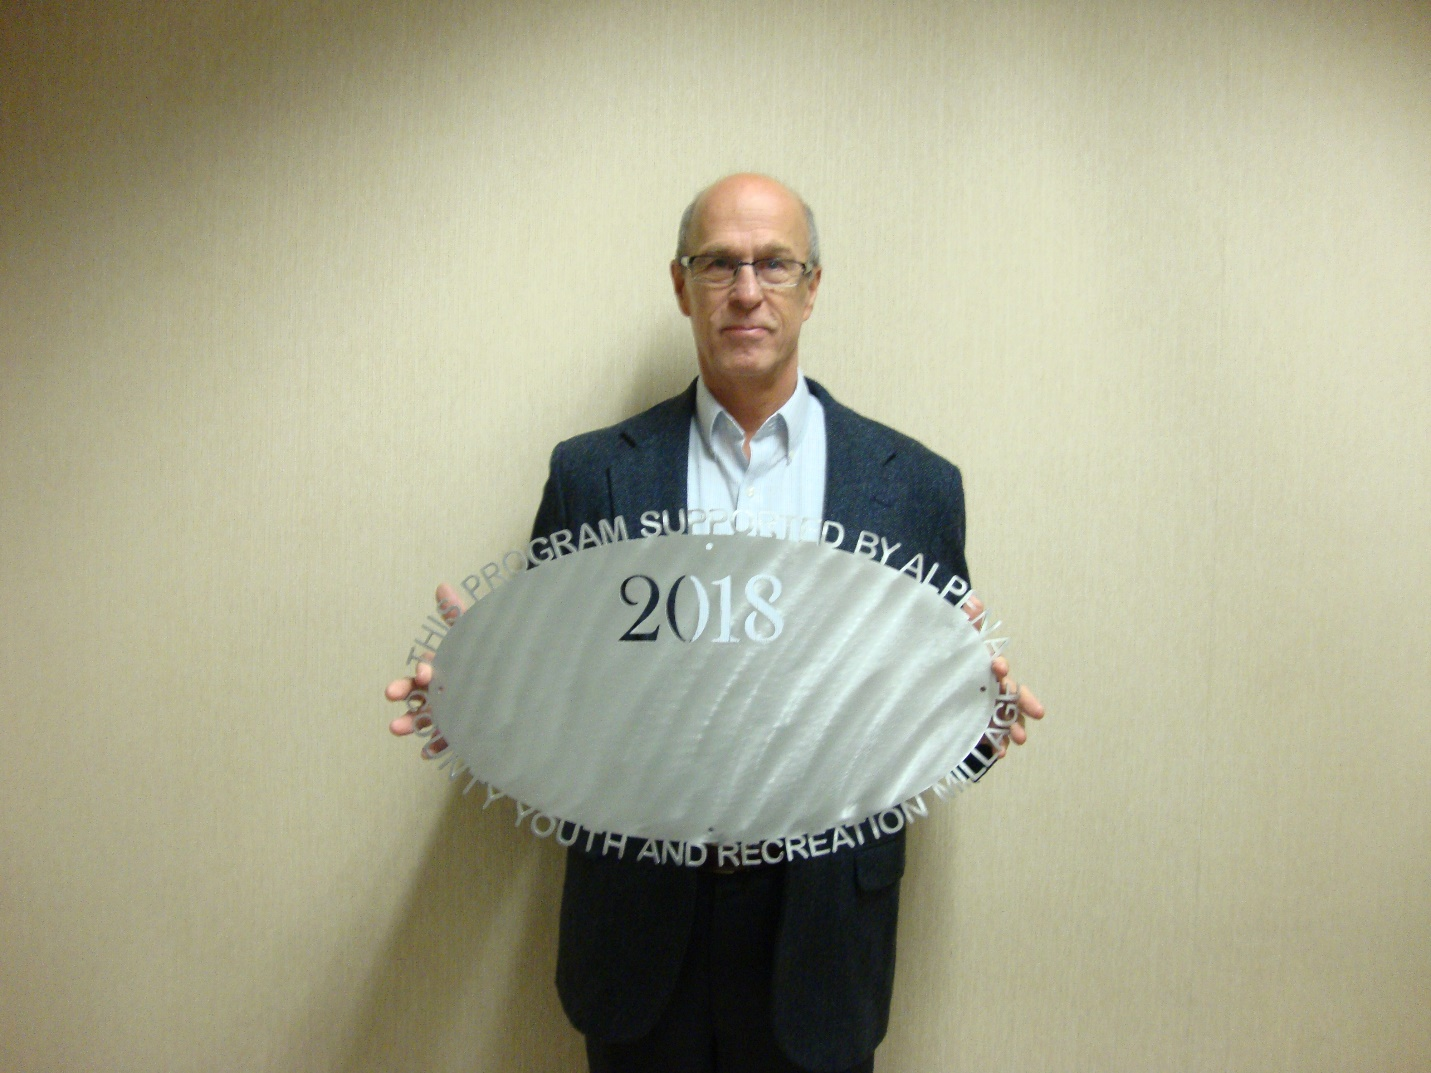 THIS PROGRAM SUPPORTED BY ALPENA
2018
COUNTY YOUTH AND RECREATION MILLAGE